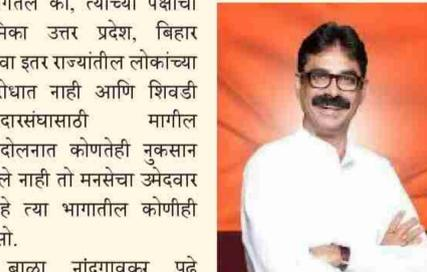 की, त्यांच्या पक्षाची
उत्तर प्रदेश, बिहार
इतर राज्यांतील लोकांच्या
नाही आणि शिवडी
मागील
कोणतेही नुकसान
नाही तो मनसेचा उमेदवार
त्या भागातील कोणीही
बाळा नांदगावकर पुढे